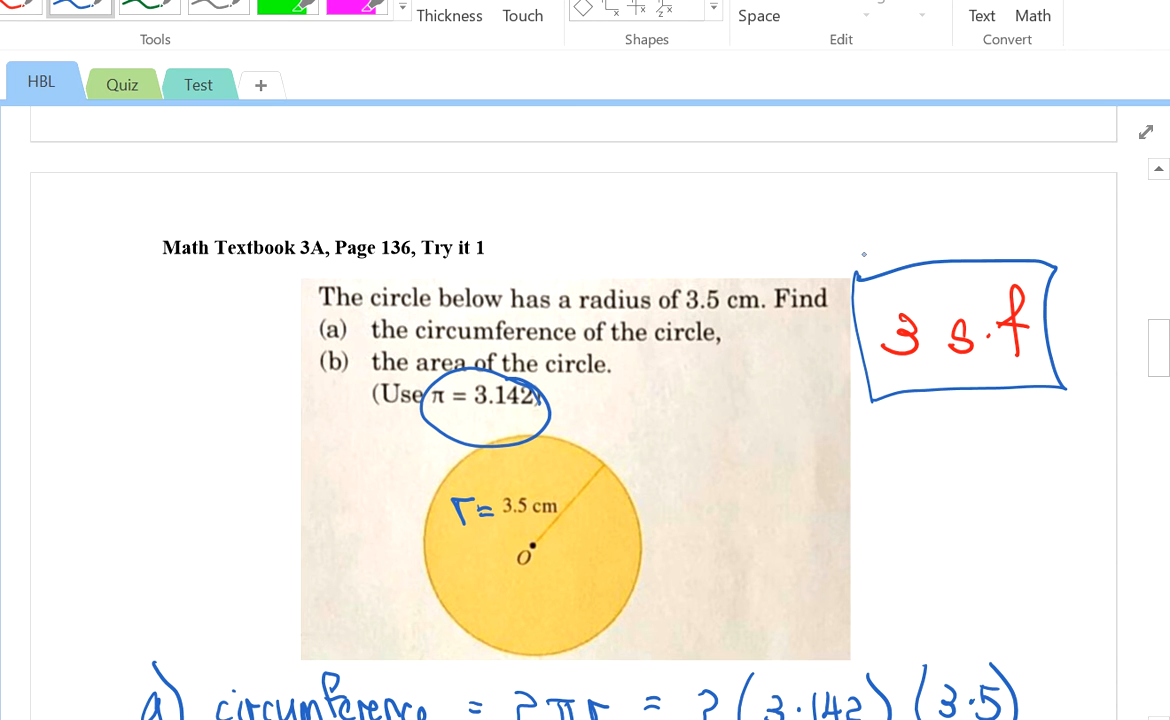 Thickness Touch Space Text Math
Tools Shapes Edit Convert
HBL Quiz Test +
Math Textbook 3A, Page 136, Try it 1
The circle below has a radius of 3.5 cm. Find
(a) the circumference of the circle,
(b) the area of the circle.
(Use π = 3.142)
3 s.f
r = 3.5 cm
O
a) circumference = 2πr = 2(3.142)(3.5)